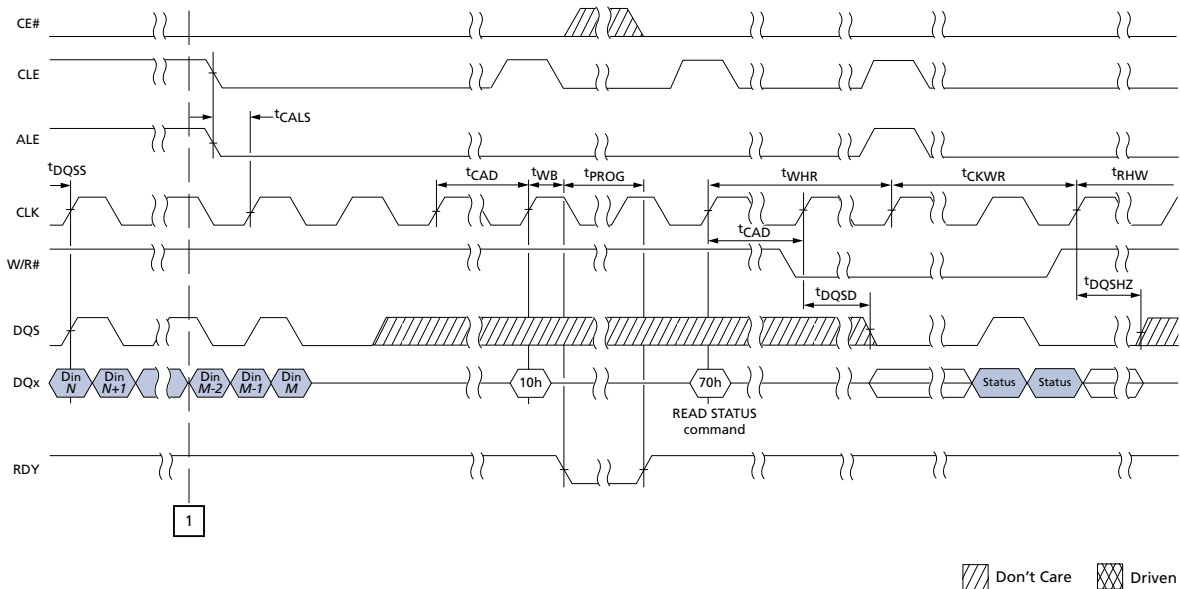 CE#
CLE
tCALS
ALE
tDQSS
tCAD
tWB
tPROG
tWHR
tCKWR
tRHW
CLK
tCAD
W/R#
tDQSHZ
tDQSD
DQS
DQx
Din N
Din N+1
Din M-2
Din M-1
Din M
10h
70h
Status
Status
READ STATUS
command
RDY
1
Don't Care
Driven